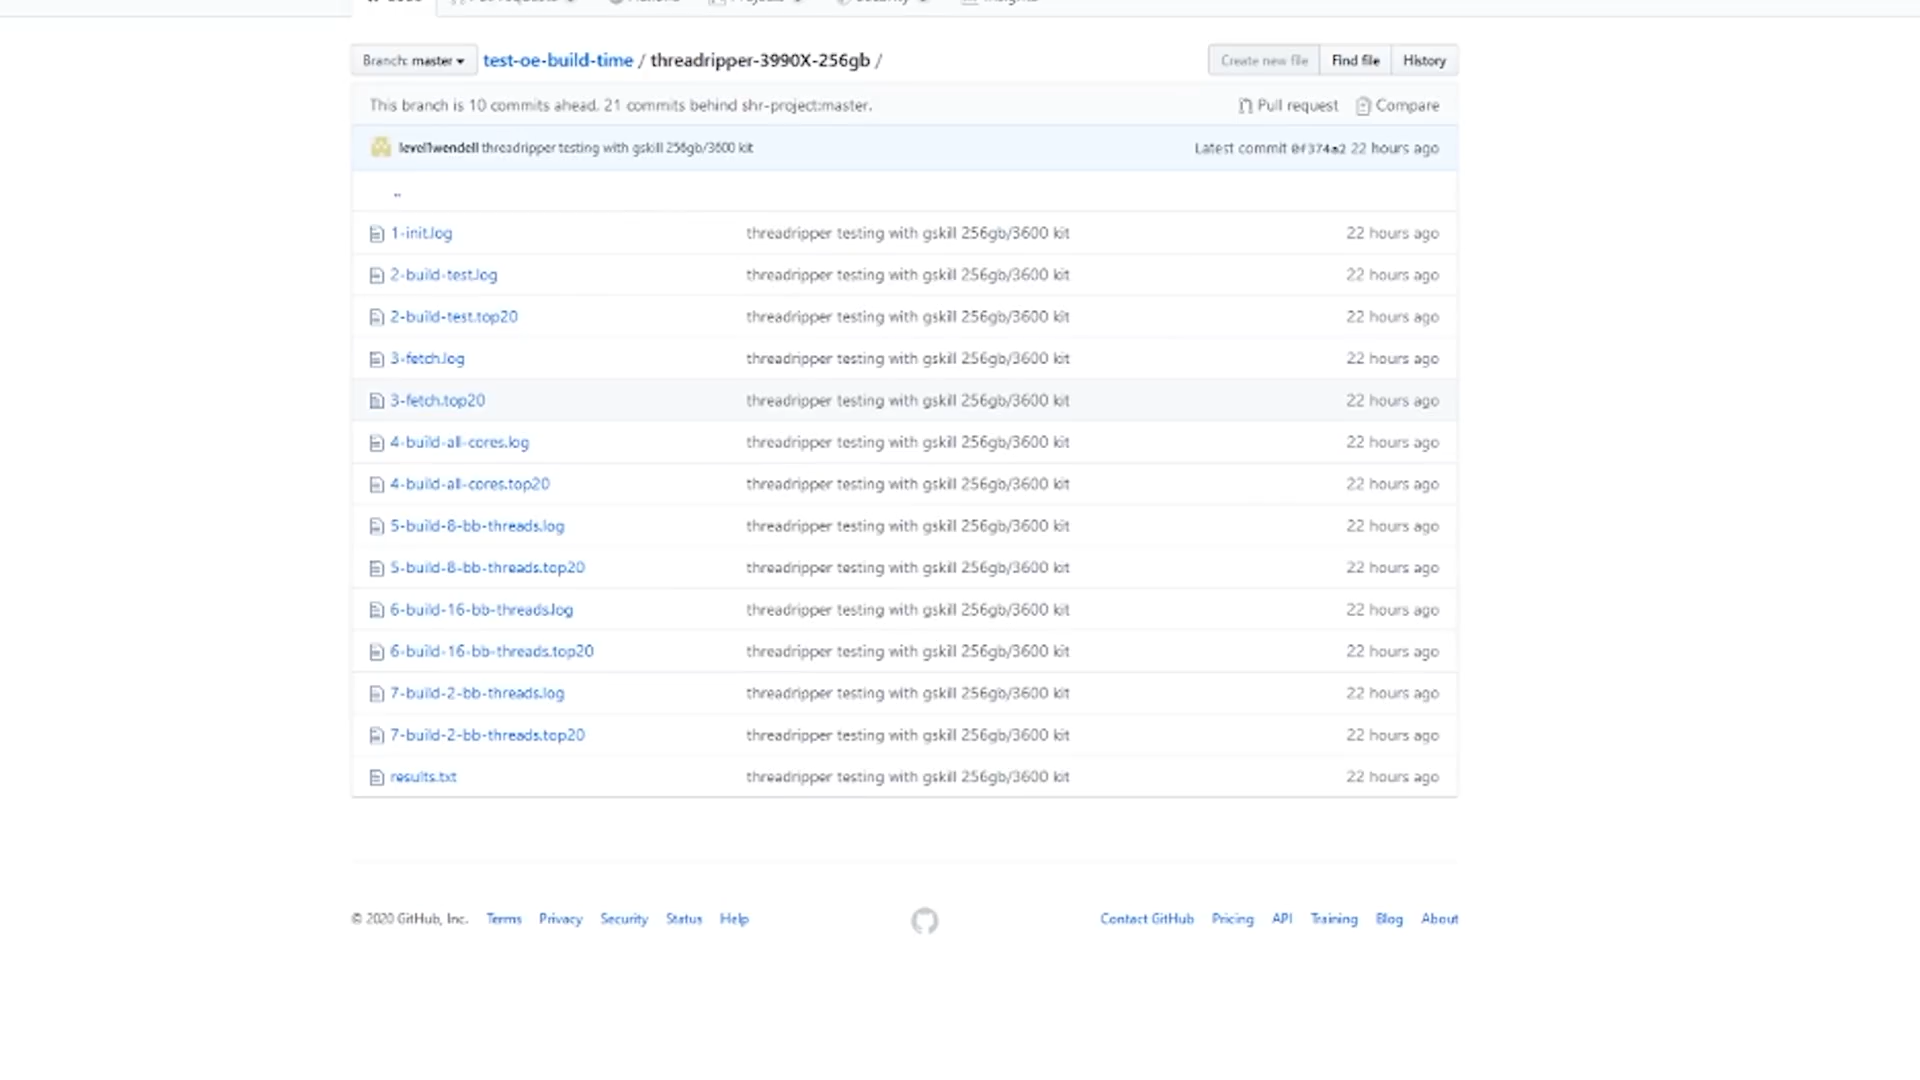 Code Pull requests Actions Projects Security Insights
Branch: master test-oe-build-time / threadripper-3990X-256gb / Create new file Find file History
This branch is 10 commits ahead, 21 commits behind shr-project:master. Pull request Compare
level1wendell threadripper testing with gskill 256gb/3600 kit Latest commit 0f374a2 22 hours ago
..
1-init.log threadripper testing with gskill 256gb/3600 kit 22 hours ago
2-build-test.log threadripper testing with gskill 256gb/3600 kit 22 hours ago
2-build-test.top20 threadripper testing with gskill 256gb/3600 kit 22 hours ago
3-fetch.log threadripper testing with gskill 256gb/3600 kit 22 hours ago
3-fetch.top20 threadripper testing with gskill 256gb/3600 kit 22 hours ago
4-build-all-cores.log threadripper testing with gskill 256gb/3600 kit 22 hours ago
4-build-all-cores.top20 threadripper testing with gskill 256gb/3600 kit 22 hours ago
5-build-8-bb-threads.log threadripper testing with gskill 256gb/3600 kit 22 hours ago
5-build-8-bb-threads.top20 threadripper testing with gskill 256gb/3600 kit 22 hours ago
6-build-16-bb-threads.log threadripper testing with gskill 256gb/3600 kit 22 hours ago
6-build-16-bb-threads.top20 threadripper testing with gskill 256gb/3600 kit 22 hours ago
7-build-2-bb-threads.log threadripper testing with gskill 256gb/3600 kit 22 hours ago
7-build-2-bb-threads.top20 threadripper testing with gskill 256gb/3600 kit 22 hours ago
results.txt threadripper testing with gskill 256gb/3600 kit 22 hours ago
© 2020 GitHub, Inc. Terms Privacy Security Status Help Contact GitHub Pricing API Training Blog About